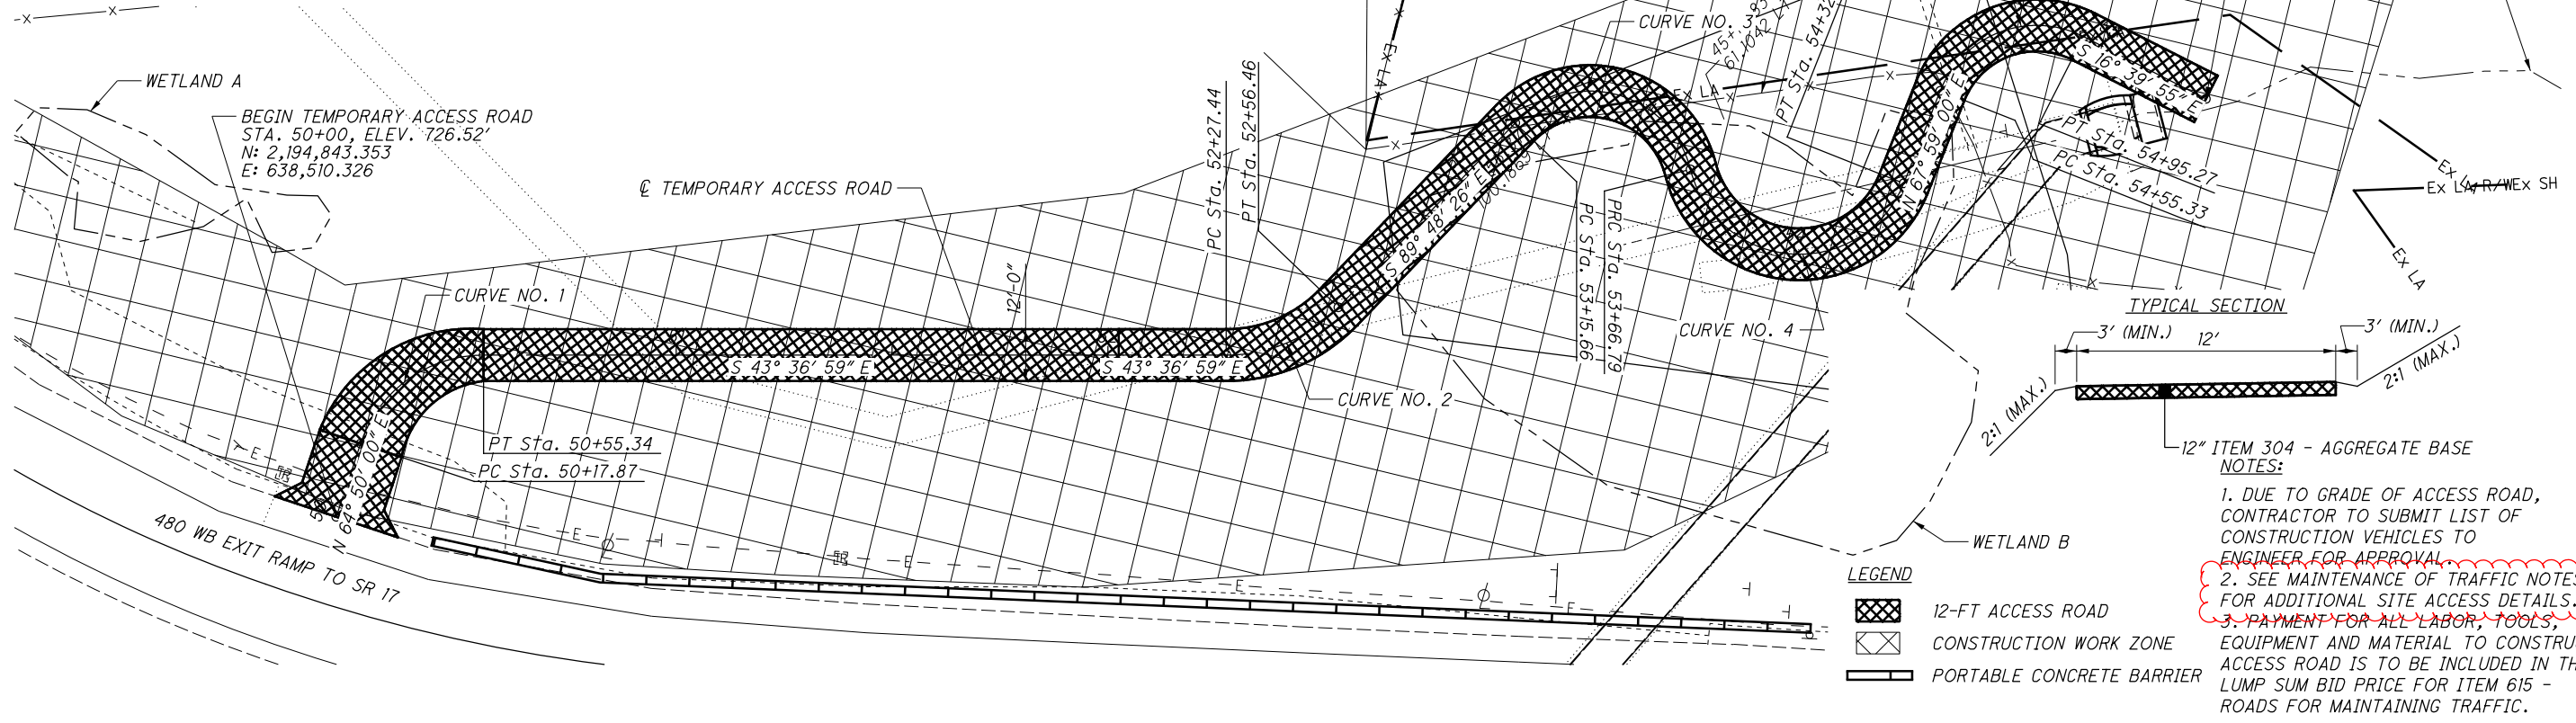 WETLAND A
BEGIN TEMPORARY ACCESS ROAD
STA. 50+00, ELEV. 726.52'
N: 2,194,843.353
E: 638,510.326
℄ TEMPORARY ACCESS ROAD
CURVE NO. 1
PT Sta. 50+55.34
PC Sta. 50+17.87
N 64° 50' 00" E
480 WB EXIT RAMP TO SR 17
S 43° 36' 59" E
12'-0"
S 43° 36' 59" E
PC Sta. 52+27.44
PT Sta. 52+56.46
CURVE NO. 2
Ex LA
S 89° 48' 26" E
CURVE NO. 3
Ex LA
PC Sta. 53+15.66
PRC Sta. 53+66.79
CURVE NO. 4
PT Sta. 54+32
N 67° 59' 00" E
S 16° 39' 55" E
PT Sta. 54+95.27
PC Sta. 54+55.33
Ex LA
Ex LA R/W Ex SH
Ex LA
TYPICAL SECTION
3' (MIN.)
12'
3' (MIN.)
2:1 (MAX.)
2:1 (MAX.)
12" ITEM 304 - AGGREGATE BASE
WETLAND B
LEGEND
12-FT ACCESS ROAD
CONSTRUCTION WORK ZONE
PORTABLE CONCRETE BARRIER
NOTES:
1. DUE TO GRADE OF ACCESS ROAD,
CONTRACTOR TO SUBMIT LIST OF
CONSTRUCTION VEHICLES TO
ENGINEER FOR APPROVAL.
2. SEE MAINTENANCE OF TRAFFIC NOTES
FOR ADDITIONAL SITE ACCESS DETAILS.
3. PAYMENT FOR ALL LABOR, TOOLS,
EQUIPMENT AND MATERIAL TO CONSTRU
ACCESS ROAD IS TO BE INCLUDED IN TH
LUMP SUM BID PRICE FOR ITEM 615 -
ROADS FOR MAINTAINING TRAFFIC.